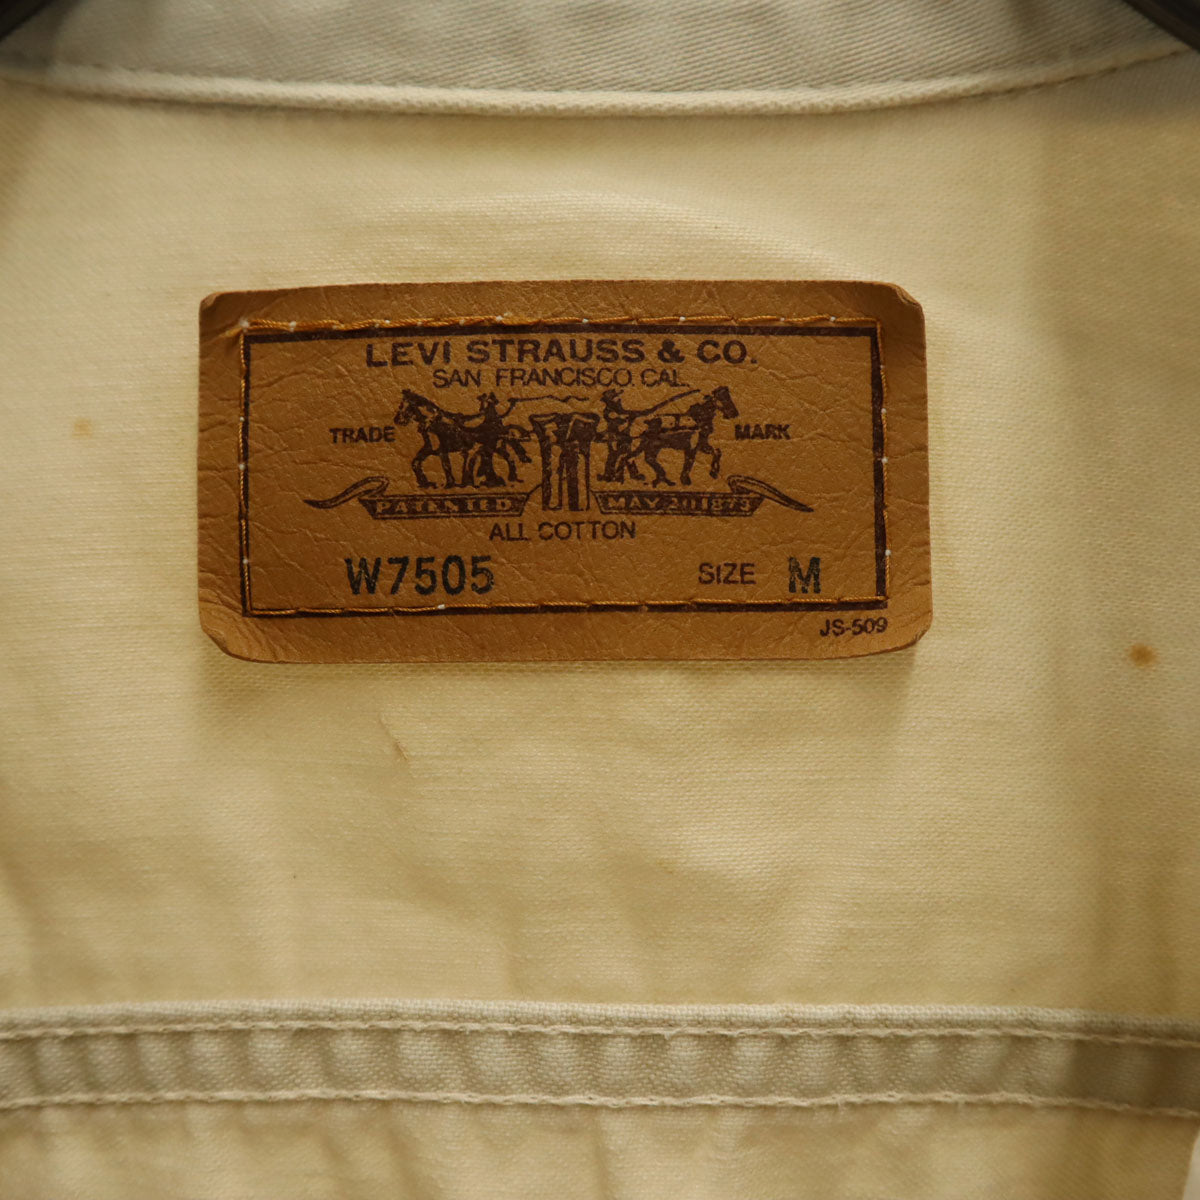 LEVI STRAUSS & CO.
SAN FRANCISCO, CAL.
TRADE MARK
PATENTED MAY 20 1873
ALL COTTON
W7505 SIZE M
JS-509